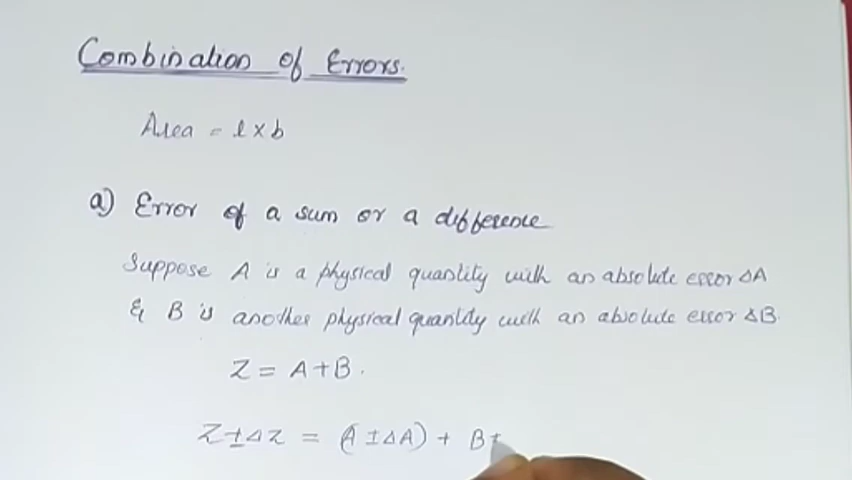 Combination of Errors.
Area = l × b
a) Error of a sum or a difference
Suppose A is a physical quantity with an absolute error ΔA
& B is another physical quantity with an absolute error ΔB.
Z = A+B.
Z ± ΔZ = (A ± ΔA) + B ±